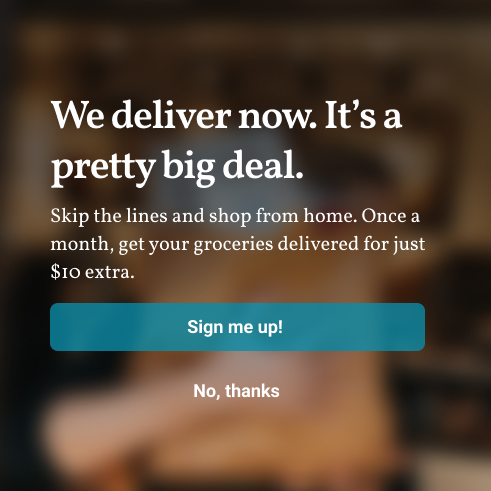 We deliver now. It’s a
pretty big deal.
Skip the lines and shop from home. Once a
month, get your groceries delivered for just
$10 extra.
Sign me up!
No, thanks